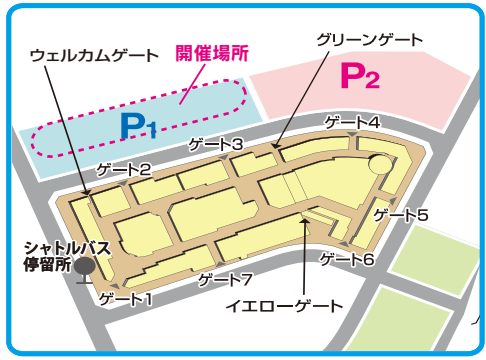 グリーンゲート
開催場所
ウェルカムゲート
P2
P1
ゲート4
ゲート3
ゲート2
ゲート5
シャトルバス
停留所
ゲート6
ゲート7
ゲート1
イエローゲート